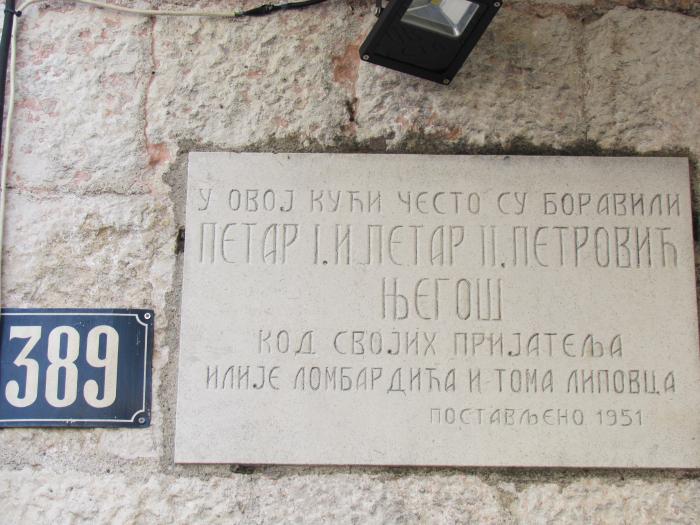 У ОВОЈ КУЋИ ЧЕСТО СУ БОРАВИЛИ
ПЕТАР I. И ПЕТАР II. ПЕТРОВИЋ
ЊЕГОШ
КОД СВОЈИХ ПРИЈАТЕЉА
ИЛИЈЕ ЛОМБАРДИЋА И ТОМА ЛИПОВЦА
ПОСТАВЉЕНО 1951
389